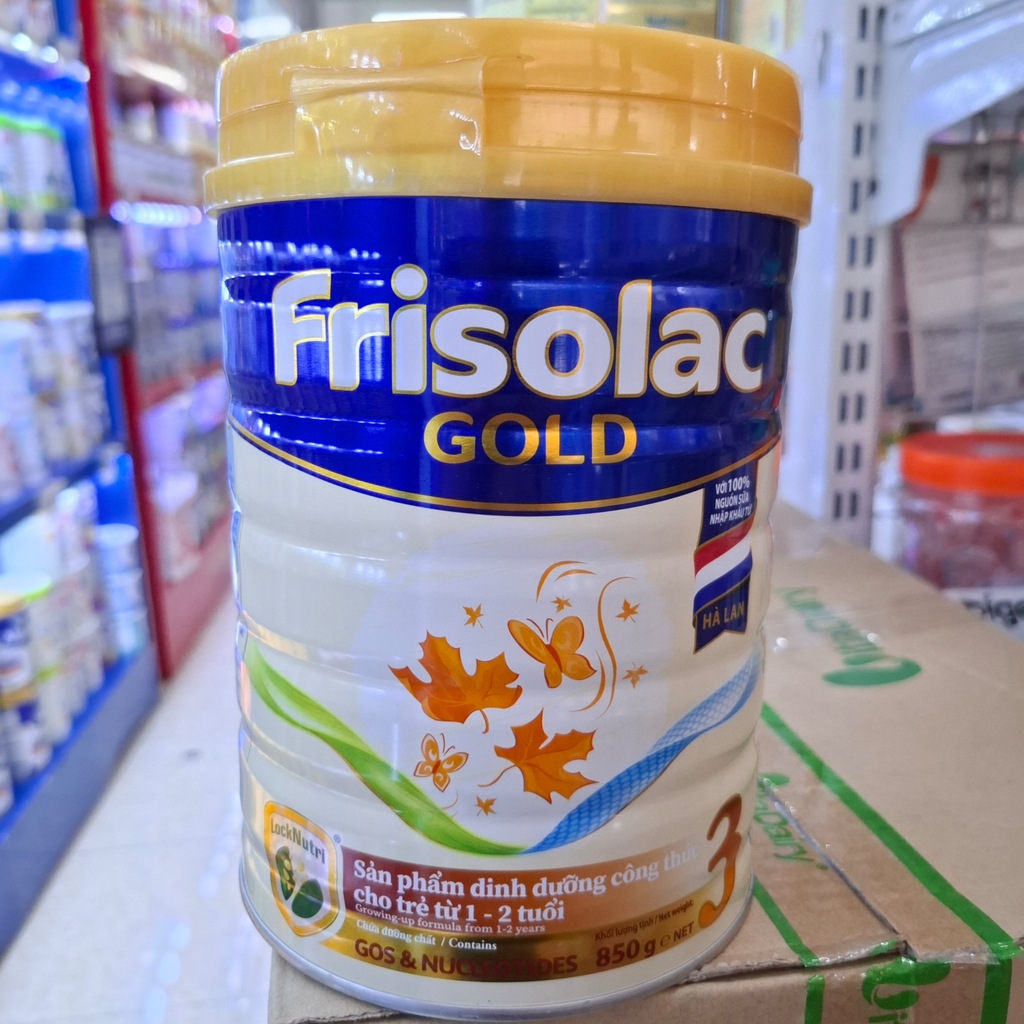 Frisolac
GOLD
VỚI 100%
NGUỒN SỮA
NHẬP KHẨU TỪ
HÀ LAN
LockNutri
Sản phẩm dinh dưỡng công thức
cho trẻ từ 1 - 2 tuổi
Growing-up formula from 1-2 years
Chứa dưỡng chất / Contains
GOS & NUCLEOTIDES
Khối lượng tịnh / Net weight:
850 g e NET
3